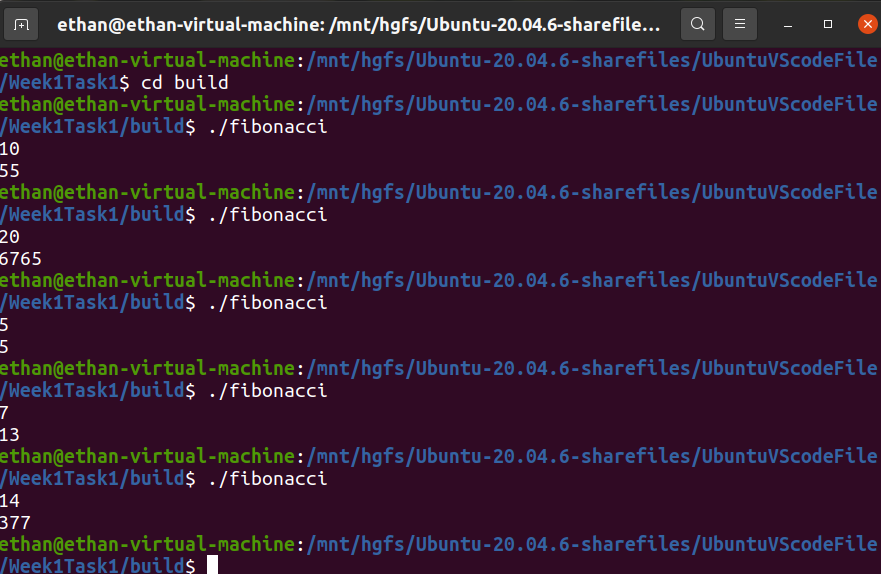 ethan@ethan-virtual-machine: /mnt/hgfs/Ubuntu-20.04.6-sharefile...
ethan@ethan-virtual-machine:/mnt/hgfs/Ubuntu-20.04.6-sharefiles/UbuntuVScodeFile
/Week1Task1$ cd build
ethan@ethan-virtual-machine:/mnt/hgfs/Ubuntu-20.04.6-sharefiles/UbuntuVScodeFile
/Week1Task1/build$ ./fibonacci
10
55
ethan@ethan-virtual-machine:/mnt/hgfs/Ubuntu-20.04.6-sharefiles/UbuntuVScodeFile
/Week1Task1/build$ ./fibonacci
20
6765
ethan@ethan-virtual-machine:/mnt/hgfs/Ubuntu-20.04.6-sharefiles/UbuntuVScodeFile
/Week1Task1/build$ ./fibonacci
5
5
ethan@ethan-virtual-machine:/mnt/hgfs/Ubuntu-20.04.6-sharefiles/UbuntuVScodeFile
/Week1Task1/build$ ./fibonacci
7
13
ethan@ethan-virtual-machine:/mnt/hgfs/Ubuntu-20.04.6-sharefiles/UbuntuVScodeFile
/Week1Task1/build$ ./fibonacci
14
377
ethan@ethan-virtual-machine:/mnt/hgfs/Ubuntu-20.04.6-sharefiles/UbuntuVScodeFile
/Week1Task1/build$